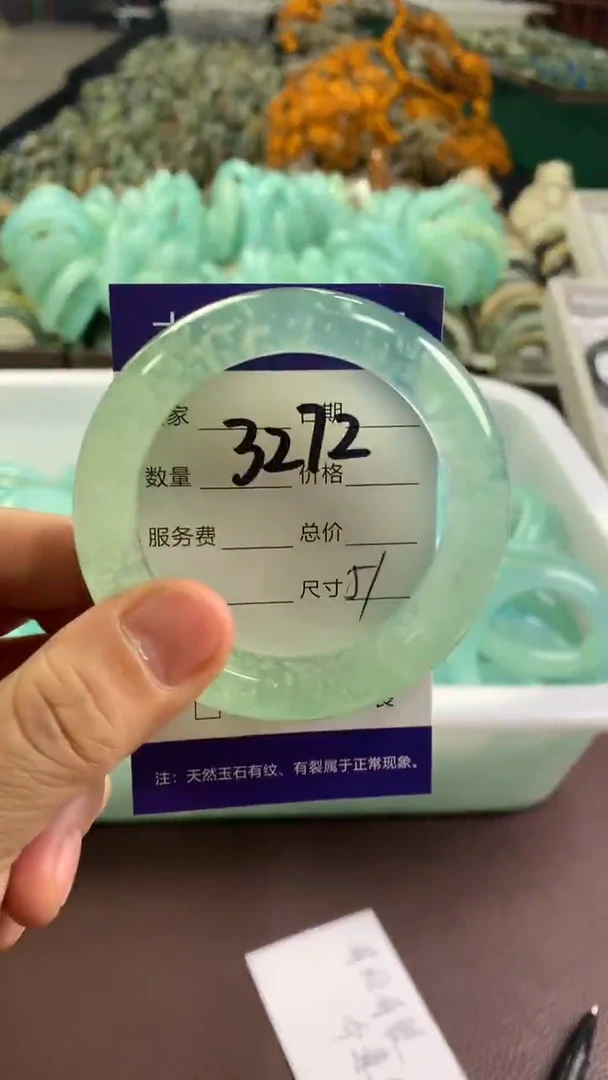 家 日期
3272
数量 价格
服务费 总价
尺寸 51
注：天然玉石有纹、有裂属于正常现象。